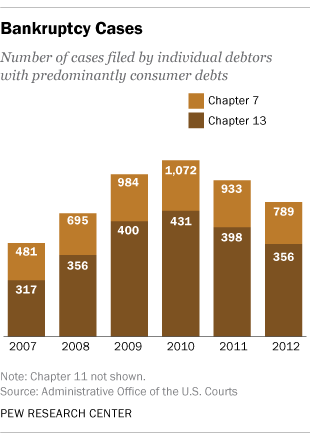 Bankruptcy Cases
Number of cases filed by individual debtors
with predominantly consumer debts
Chapter 7
Chapter 13
481
695
984
1,072
933
789
317
356
400
431
398
356
2007 2008 2009 2010 2011 2012
Note: Chapter 11 not shown.
Source: Administrative Office of the U.S. Courts
PEW RESEARCH CENTER